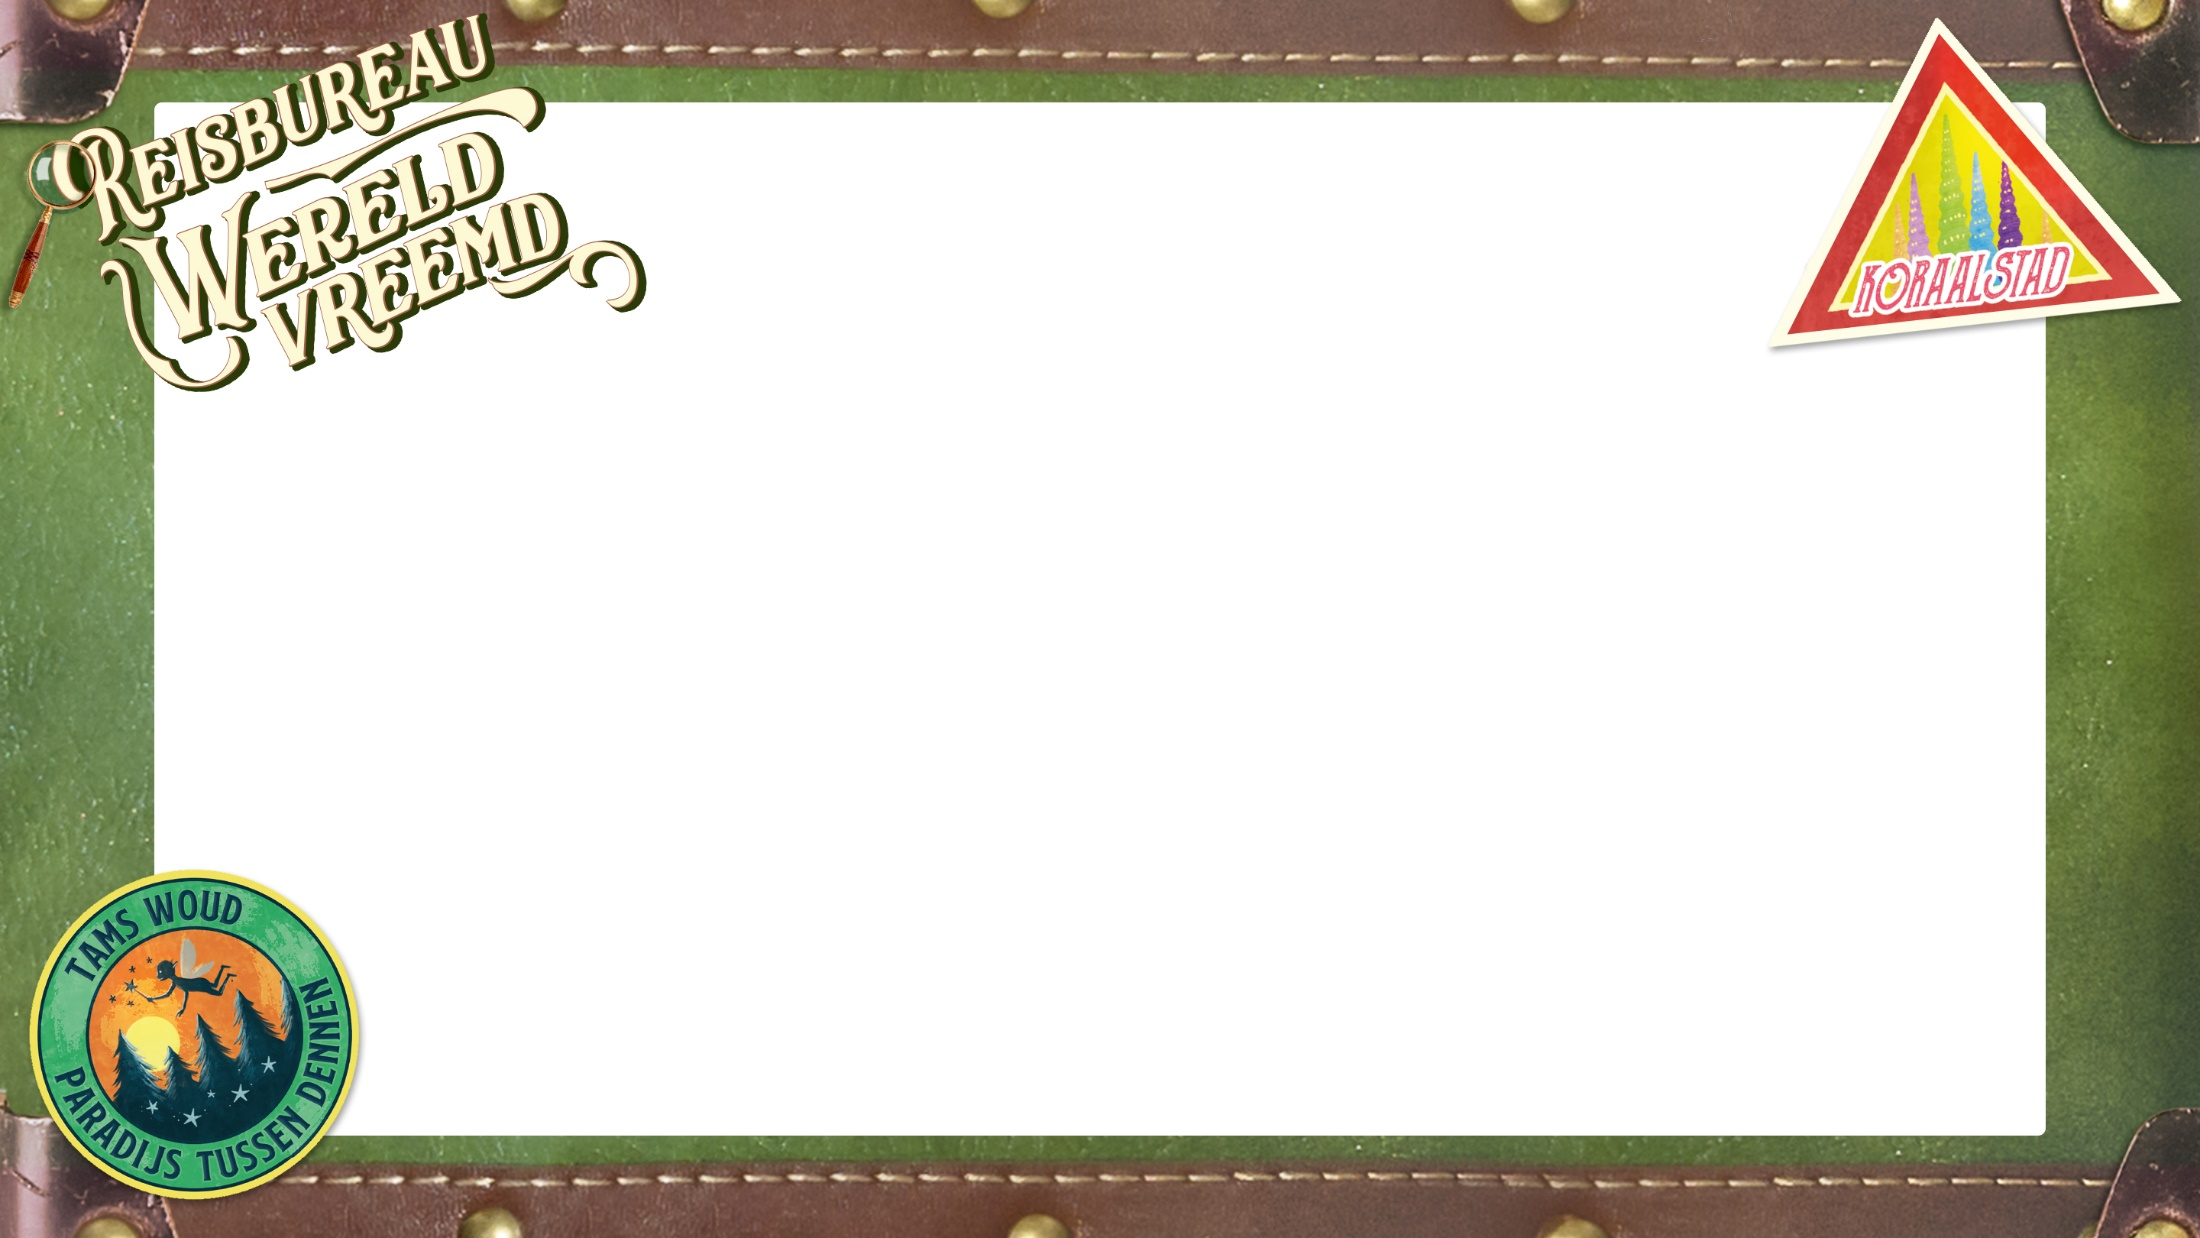 REISBUREAU
WERELD
VREEMD
KORAALSTAD
TAMS WOUD
PARADIJS TUSSEN DENNEN